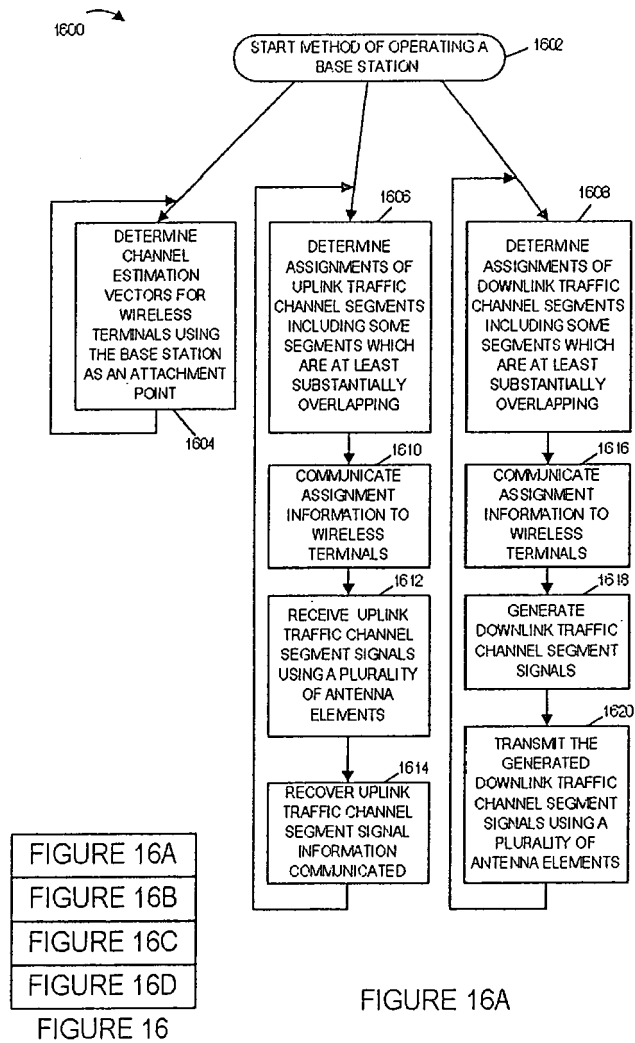 1600
START METHOD OF OPERATING A
BASE STATION
1602
DETERMINE
CHANNEL
ESTIMATION
VECTORS FOR
WIRELESS
TERMINALS USING
THE BASE STATION
AS AN ATTACHMENT
POINT
1604
1606
DETERMINE
ASSIGNMENTS OF
UPLINK TRAFFIC
CHANNEL SEGMENTS
INCLUDING SOME
SEGMENTS WHICH
ARE AT LEAST
SUBSTANTIALLY
OVERLAPPING
1610
COMMUNICATE
ASSIGNMENT
INFORMATION TO
WIRELESS
TERMINALS
1612
RECEIVE UPLINK
TRAFFIC CHANNEL
SEGMENT SIGNALS
USING A PLURALITY
OF ANTENNA
ELEMENTS
1614
RECOVER UPLINK
TRAFFIC CHANNEL
SEGMENT SIGNAL
INFORMATION
COMMUNICATED
1608
DETERMINE
ASSIGNMENTS OF
DOWNLINK TRAFFIC
CHANNEL SEGMENTS
INCLUDING SOME
SEGMENTS WHICH
ARE AT LEAST
SUBSTANTIALLY
OVERLAPPING
1616
COMMUNICATE
ASSIGNMENT
INFORMATION TO
WIRELESS
TERMINALS
1618
GENERATE
DOWNLINK TRAFFIC
CHANNEL SEGMENT
SIGNALS
1620
TRANSMIT THE
GENERATED
DOWNLINK TRAFFIC
CHANNEL SEGMENT
SIGNALS USING A
PLURALITY OF
ANTENNA ELEMENTS
FIGURE 16A
FIGURE 16B
FIGURE 16C
FIGURE 16D
FIGURE 16
FIGURE 16A